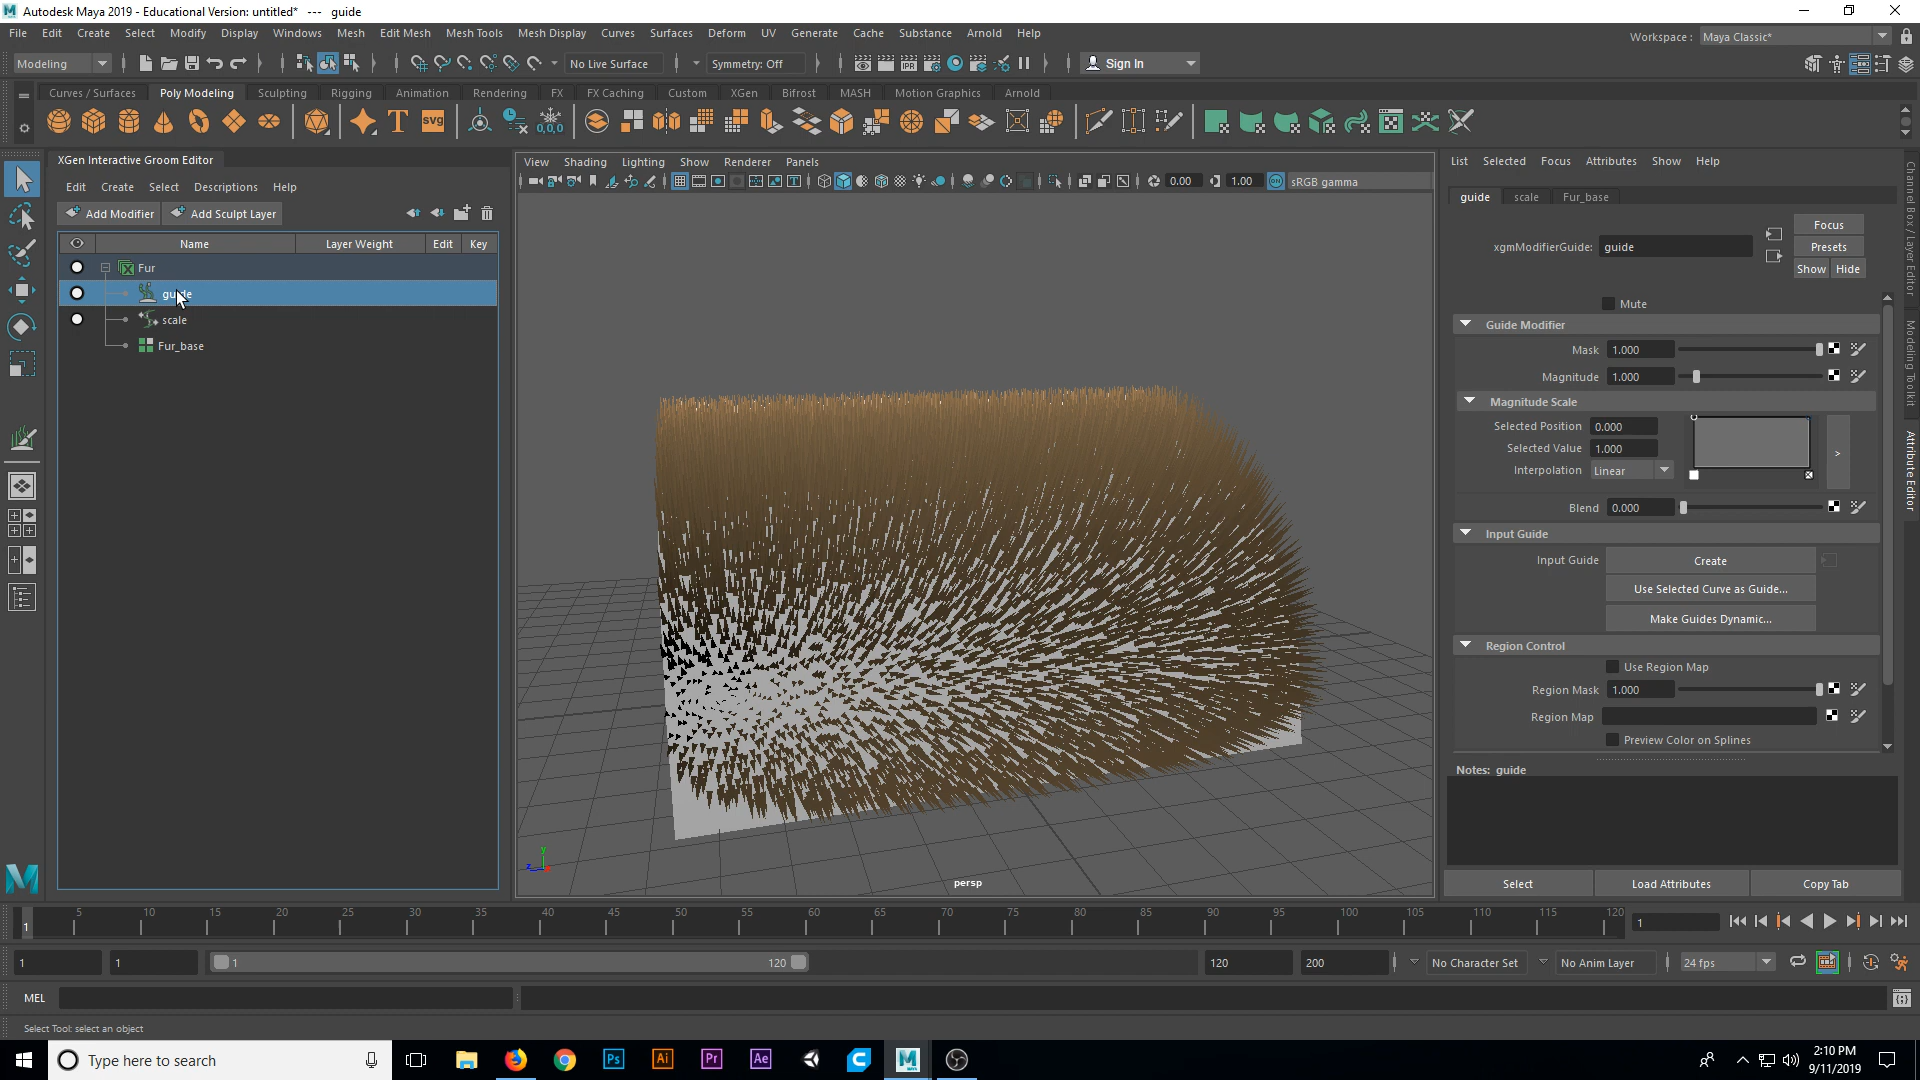 Autodesk Maya 2019 - Educational Version: untitled* --- guide
File Edit Create Select Modify Display Windows Mesh Edit Mesh Mesh Tools Mesh Display Curves Surfaces Deform UV Generate Cache Substance Arnold Help
Workspace : Maya Classic*
Modeling No Live Surface Symmetry: Off Sign In
Curves / Surfaces Poly Modeling Sculpting Rigging Animation Rendering FX FX Caching Custom XGen Bifrost MASH Motion Graphics Arnold
XGen Interactive Groom Editor
Edit Create Select Descriptions Help
Add Modifier Add Sculpt Layer
Name Layer Weight Edit Key
Fur
guide
scale
Fur_base
View Shading Lighting Show Renderer Panels
0.00 1.00 sRGB gamma
persp
List Selected Focus Attributes Show Help
guide scale Fur_base
xgmModifierGuide: guide
Focus
Presets
Show Hide
Mute
Guide Modifier
Mask 1.000
Magnitude 1.000
Magnitude Scale
Selected Position 0.000
Selected Value 1.000
Interpolation Linear
>
Blend 0.000
Input Guide
Input Guide Create
Use Selected Curve as Guide...
Make Guides Dynamic...
Region Control
Use Region Map
Region Mask 1.000
Region Map
Preview Color on Splines
Notes: guide
Select Load Attributes Copy Tab
Channel Box / Layer Editor
Modeling Toolkit
Attribute Editor
1 5 10 15 20 25 30 35 40 45 50 55 60 65 70 75 80 85 90 95 100 105 110 115 120 1
1 1 1 120 120 200 No Character Set No Anim Layer 24 fps
MEL
Select Tool: select an object
Type here to search
2:10 PM
9/11/2019